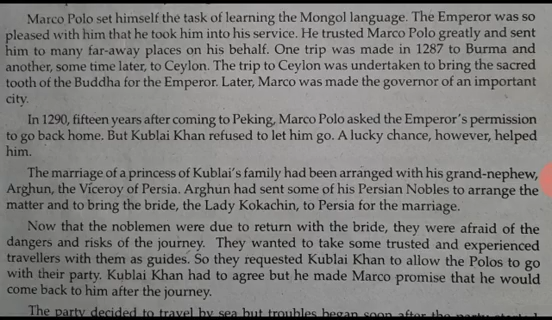 Marco Polo set himself the task of learning the Mongol language. The Emperor was so
pleased with him that he took him into his service. He trusted Marco Polo greatly and sent
him to many far-away places on his behalf. One trip was made in 1287 to Burma and
another, some time later, to Ceylon. The trip to Ceylon was undertaken to bring the sacred
tooth of the Buddha for the Emperor. Later, Marco was made the governor of an important
city.
In 1290, fifteen years after coming to Peking, Marco Polo asked the Emperor's permission
to go back home. But Kublai Khan refused to let him go. A lucky chance, however, helped
him.
The marriage of a princess of Kublai's family had been arranged with his grand-nephew,
Arghun, the Viceroy of Persia. Arghun had sent some of his Persian Nobles to arrange the
matter and to bring the bride, the Lady Kokachin, to Persia for the marriage.
Now that the noblemen were due to return with the bride, they were afraid of the
dangers and risks of the journey. They wanted to take some trusted and experienced
travellers with them as guides. So they requested Kublai Khan to allow the Polos to go
with their party. Kublai Khan had to agree but he made Marco promise that he would
come back to him after the journey.
The party decided to travel by sea but troubles began soon after the party